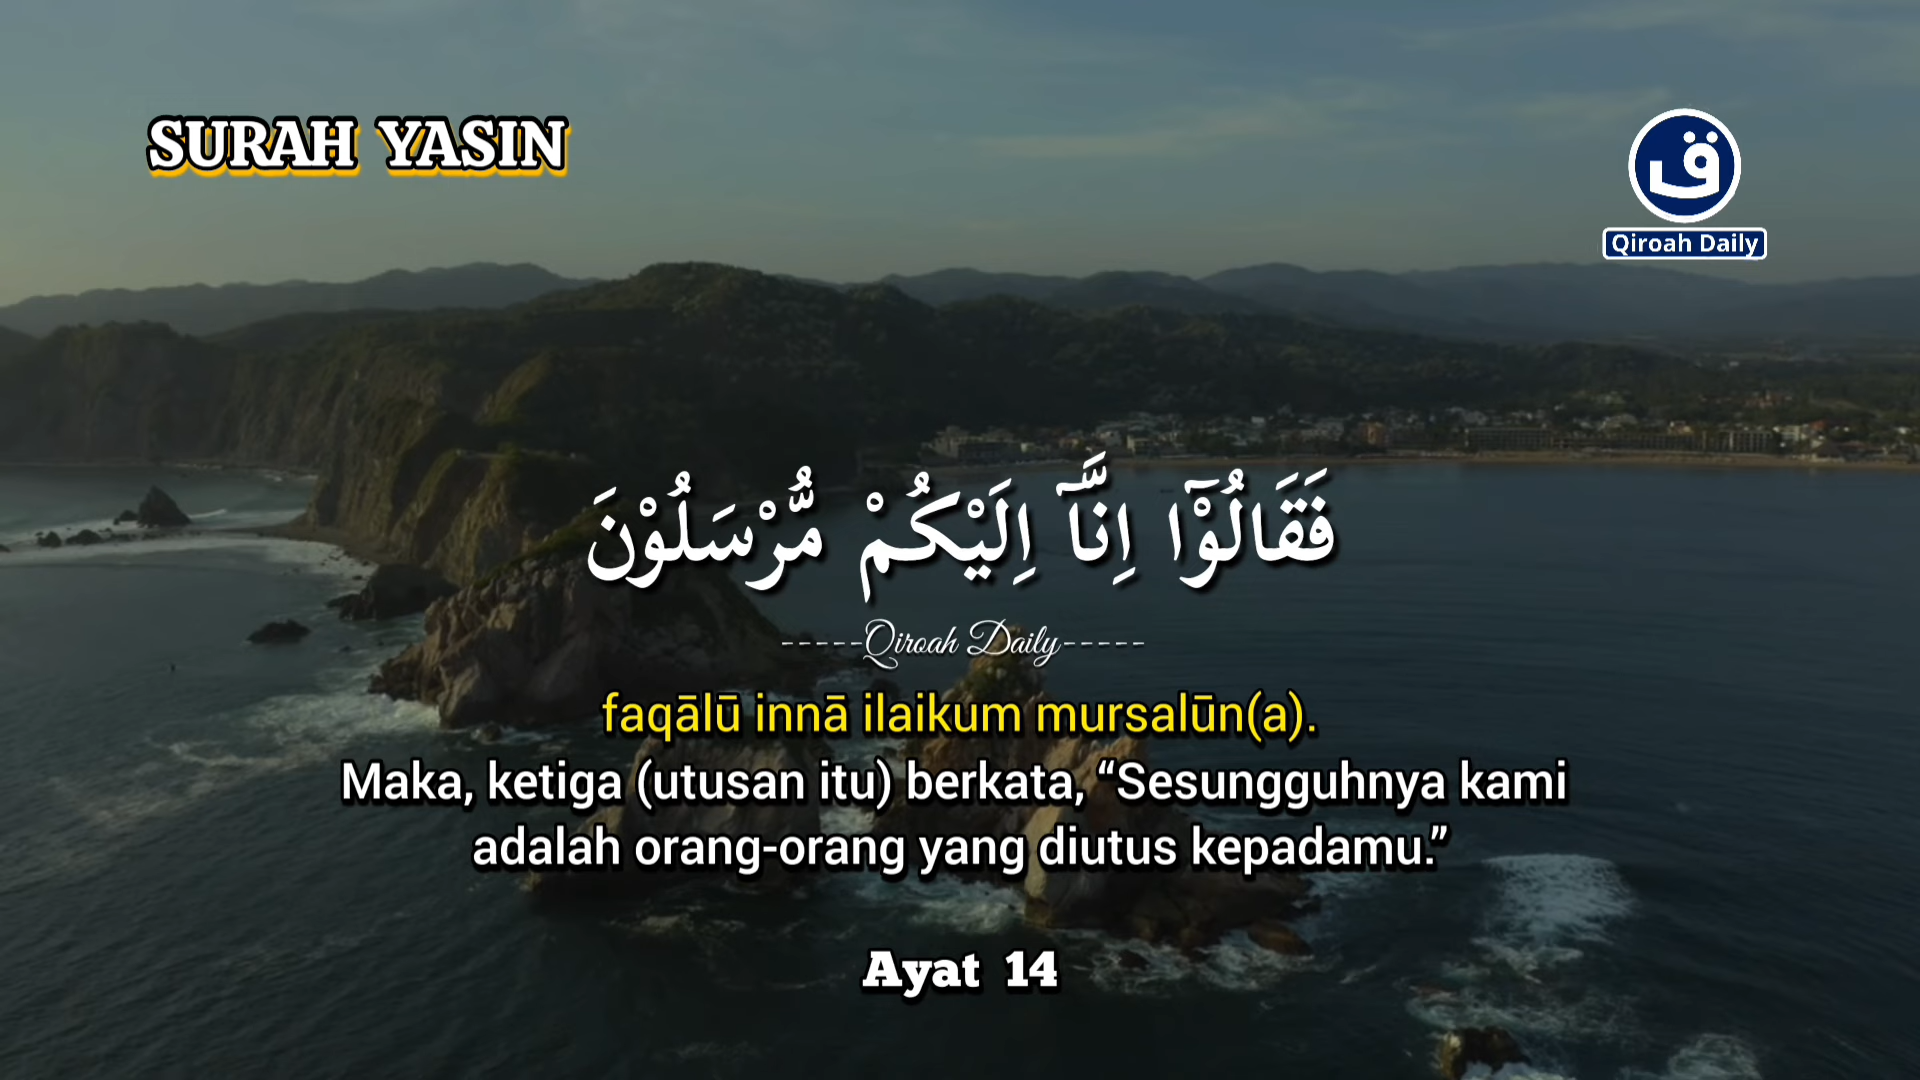 SURAH YASIN
ق
Qiroah Daily
فَقَالُوْٓا اِنَّآ اِلَيْكُمْ مُّرْسَلُوْنَ
-----Qiroah Daily-----
faqālū innā ilaikum mursalūn(a).
Maka, ketiga (utusan itu) berkata, “Sesungguhnya kami
adalah orang-orang yang diutus kepadamu.”
Ayat 14